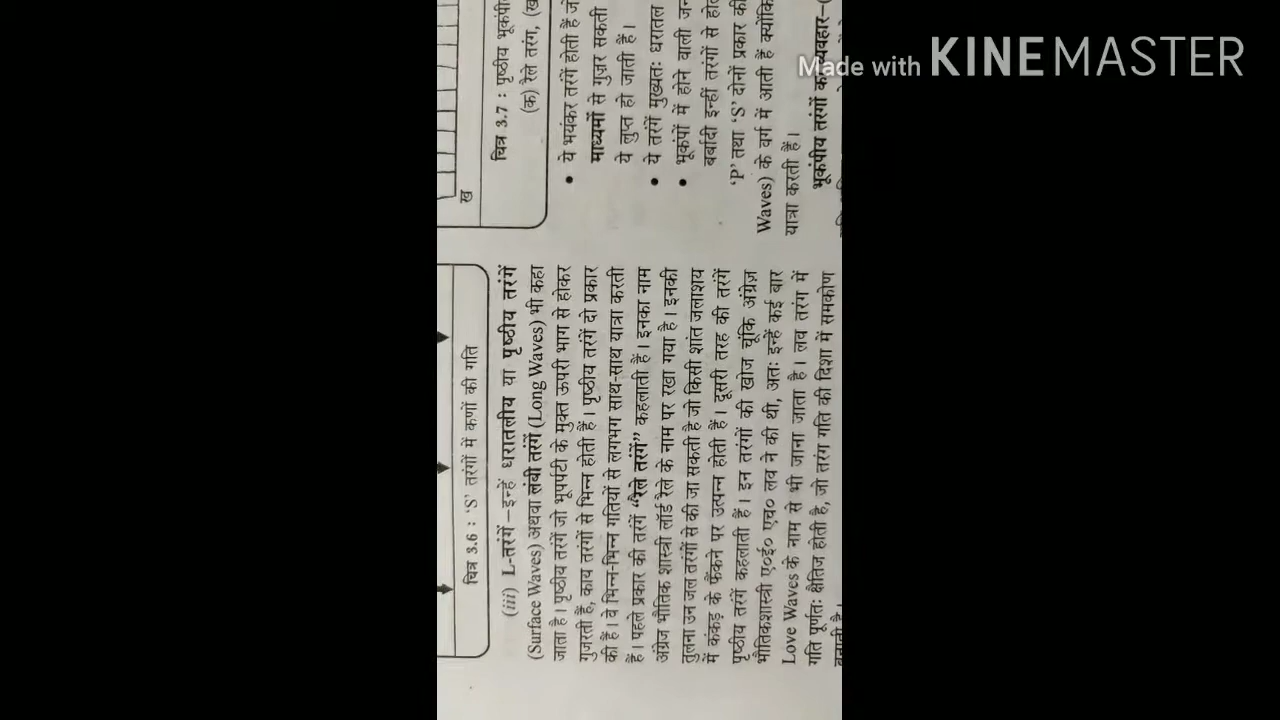 Made with KINEMASTER
चित्र 3.6 : ‘S’ तरंगों में कणों की गति
(iii) L-तरंगें–इन्हें धरातलीय या पृष्ठीय तरंगें
(Surface Waves) अथवा लंबी तरंगें (Long Waves) भी कहा
जाता है। पृष्ठीय तरंगें जो भूपर्पटी के मुक्त ऊपरी भाग से होकर
गुजरती हैं, काय तरंगों से भिन्न होती हैं। पृष्ठीय तरंगें दो प्रकार
की हैं। वे भिन्न-भिन्न गतियों से लगभग साथ-साथ यात्रा करती
हैं। पहले प्रकार की तरंगें “रैले तरंगें” कहलाती हैं। इनका नाम
अंग्रेज भौतिक शास्त्री लॉर्ड रैले के नाम पर रखा गया है। इनकी
तुलना उन जल तरंगों से की जा सकती है जो किसी शांत जलाशय
में कंकड़ के फैंकने पर उत्पन्न होती हैं। दूसरी तरह की तरंगें
पृष्ठीय तरंगें कहलाती हैं। इन तरंगों की खोज चूंकि अंग्रेज़
भौतिकशास्त्री ए॰ई॰ एच॰ लव ने की थी, अतः इन्हें कई बार
Love Waves के नाम से भी जाना जाता है। लव तरंग में
गति पूर्णतः क्षैतिज होती है, जो तरंग गति की दिशा में समकोण
बनाती है।
ख
चित्र 3.7 : पृष्ठीय भूकंपी
(क) रैले तरंग, (ख
• ये भयंकर तरंगें होती हैं जो
माध्यमों से गुज़र सकती
ये लुप्त हो जाती हैं।
• ये तरंगें मुख्यतः धरातल
• भूकंपों में होने वाली जन
बर्बादी इन्हीं तरंगों से हो
‘P’ तथा ‘S’ दोनों प्रकार की
Waves) के वर्ग में आती हैं क्योंकि
यात्रा करती हैं।
भूकंपीय तरंगों का व्यवहार–